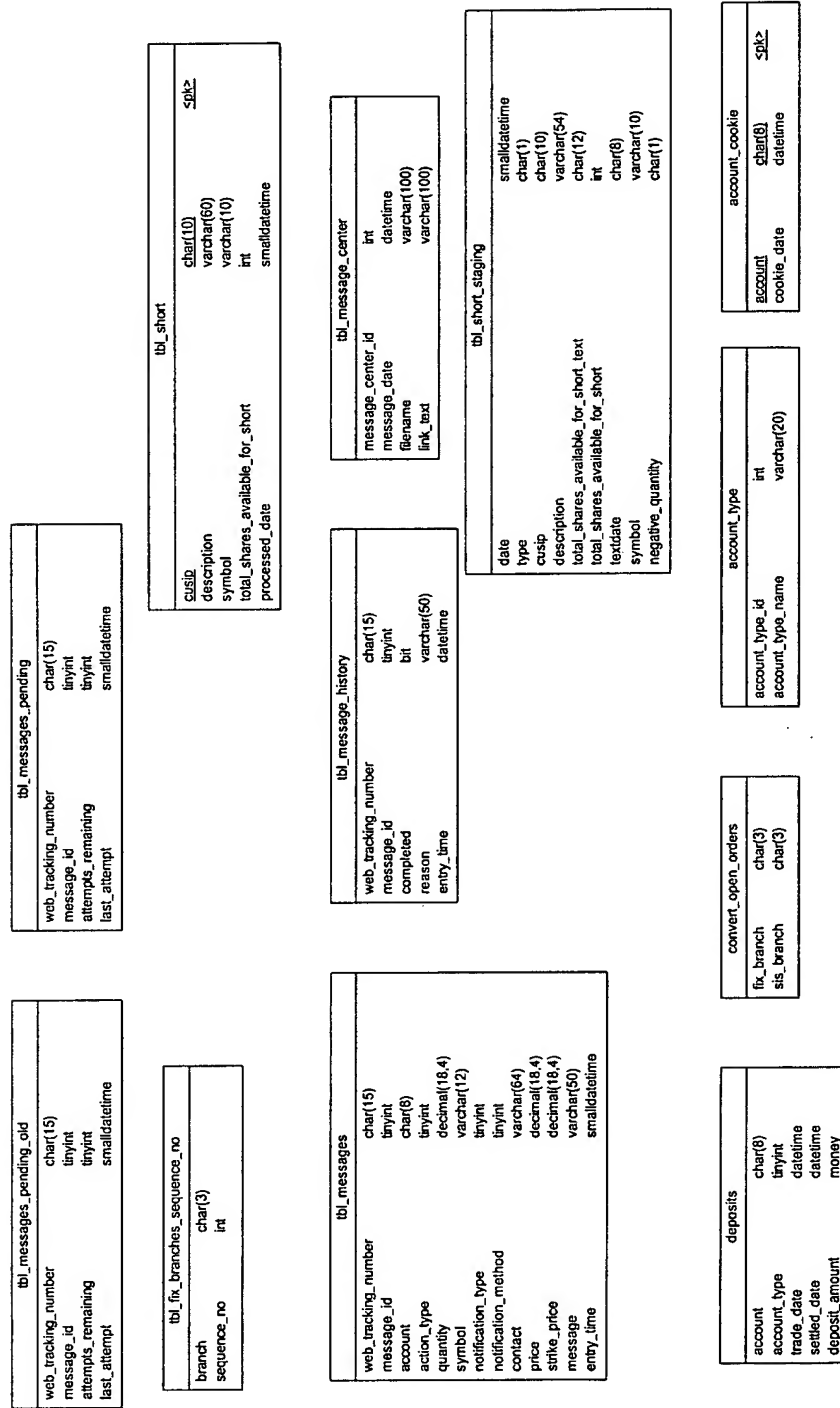 tbl_messages_pending_old
web_tracking_number char(15)
message_id tinyint
attempts_remaining tinyint
last_attempt smalldatetime
tbl_messages_pending
web_tracking_number char(15)
message_id tinyint
attempts_remaining tinyint
last_attempt smalldatetime
tbl_fix_branches_sequence_no
branch char(3)
sequence_no int
tbl_short
cusip char(10) <pk>
description varchar(60)
symbol varchar(10)
total_shares_available_for_short int
processed_date smalldatetime
tbl_messages
web_tracking_number char(15)
message_id tinyint
account char(8)
action_type tinyint
quantity decimal(18,4)
symbol varchar(12)
notification_type tinyint
notification_method tinyint
contact varchar(64)
price decimal(18,4)
strike_price decimal(18,4)
message varchar(50)
entry_time smalldatetime
tbl_message_history
web_tracking_number char(15)
message_id tinyint
completed bit
reason varchar(50)
entry_time datetime
tbl_message_center
message_center_id int
message_date datetime
filename varchar(100)
link_text varchar(100)
tbl_short_staging
date smalldatetime
type char(1)
cusip char(10)
description varchar(54)
total_shares_available_for_short_text char(12)
total_shares_available_for_short int
textdate char(8)
symbol varchar(10)
negative_quantity char(1)
deposits
account char(8)
account_type tinyint
trade_date datetime
settled_date datetime
deposit_amount money
convert_open_orders
fix_branch char(3)
sis_branch char(3)
account_type
account_type_id int
account_type_name varchar(20)
account_cookie
account char(8) <pk>
cookie_date datetime